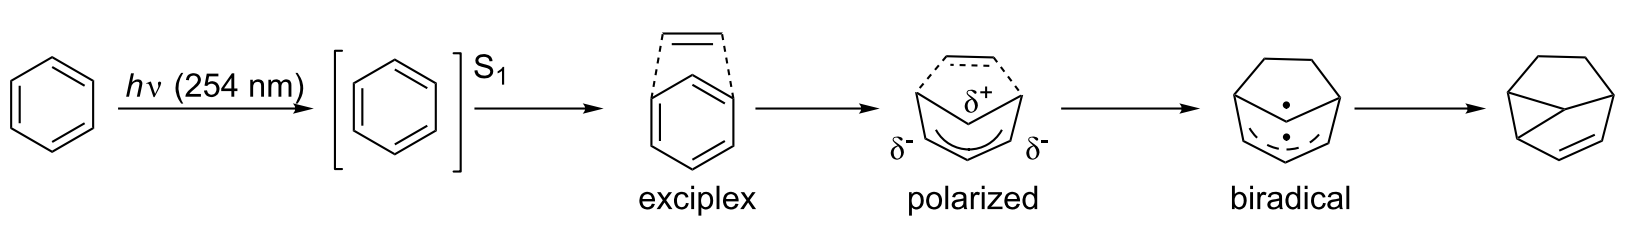 hν (254 nm)
S₁
δ⁺
δ⁻
δ⁻
exciplex
polarized
biradical